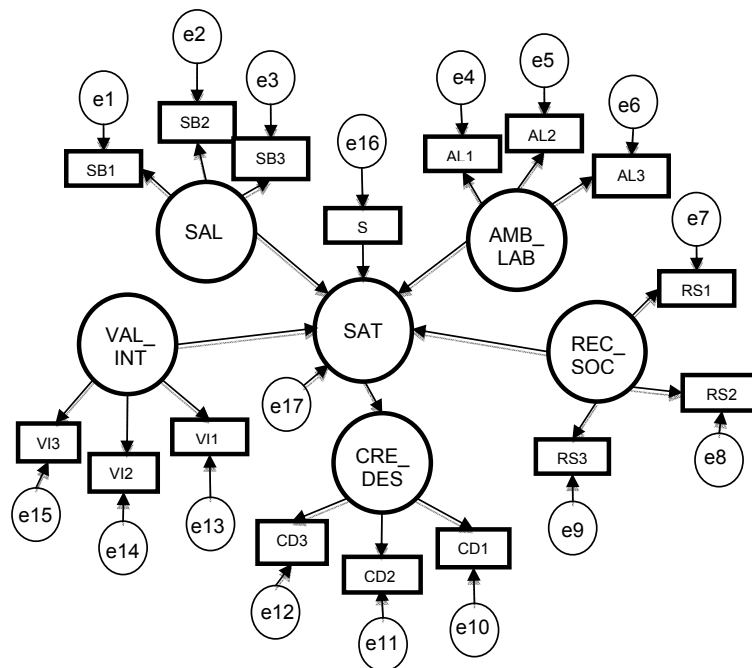 e2
e5
e4
e3
e6
e1
SB2
e16
AL2
SB1
SB3
AL1
AL3
e7
S
SAL
AMB_
LAB
RS1
VAL_
INT
SAT
REC_
SOC
RS2
e17
VI3
VI1
VI2
CRE_
DES
RS3
e8
e15
e13
e14
e9
CD3
CD1
CD2
e12
e10
e11